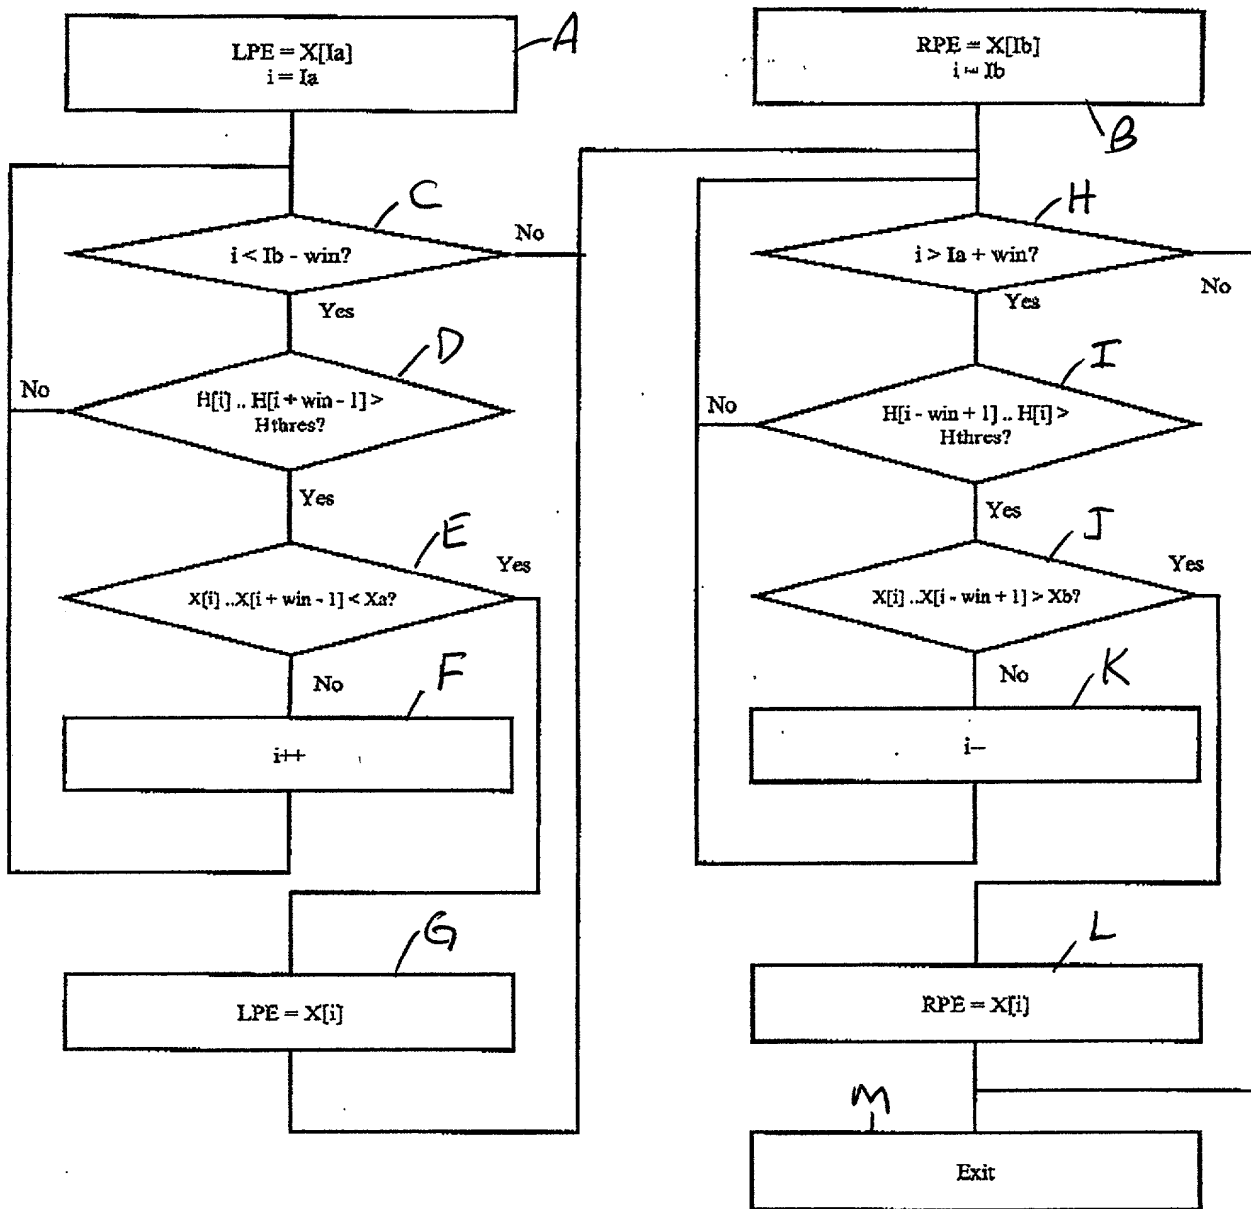 LPE = X[Ia]
i = Ia
A
C
i < Ib - win?
No
Yes
D
No
H[i] .. H[i + win - 1] >
Hthres?
Yes
E
Yes
X[i] ..X[i + win - 1] < Xa?
No
F
i++
G
LPE = X[i]
RPE = X[Ib]
i = Ib
B
H
i > Ia + win?
No
Yes
I
No
H[i - win + 1] .. H[i] >
Hthres?
Yes
J
Yes
X[i] ..X[i - win + 1] > Xb?
No
K
i–
L
RPE = X[i]
M
Exit